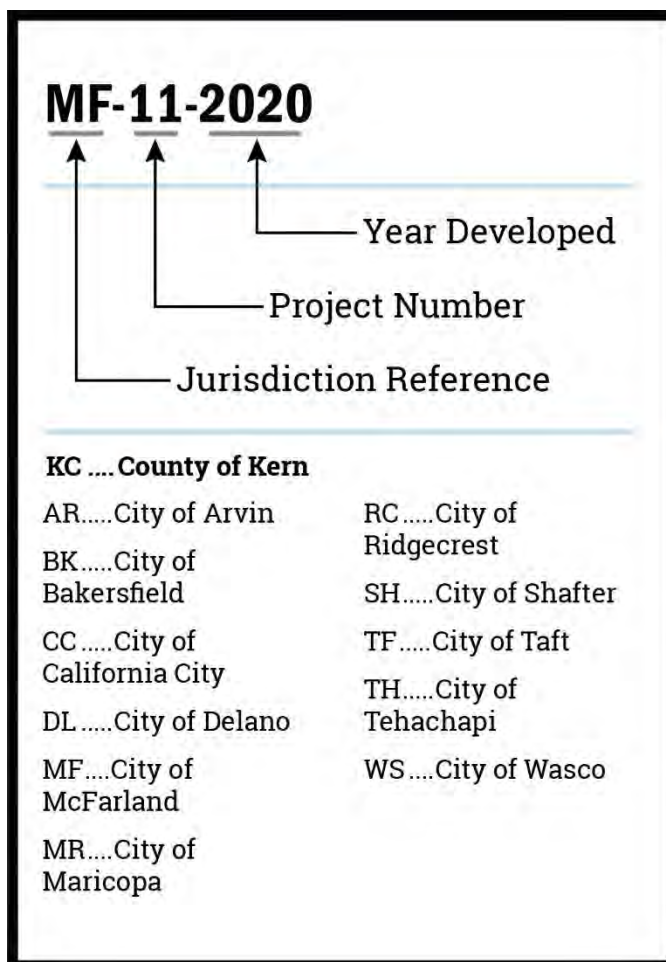 MF-11-2020
Year Developed
Project Number
Jurisdiction Reference
KC .... County of Kern
AR.....City of Arvin
BK.....City of
Bakersfield
CC .....City of
California City
DL .....City of Delano
MF....City of
McFarland
MR....City of
Maricopa
RC .....City of
Ridgecrest
SH.....City of Shafter
TF.....City of Taft
TH.....City of
Tehachapi
WS ....City of Wasco